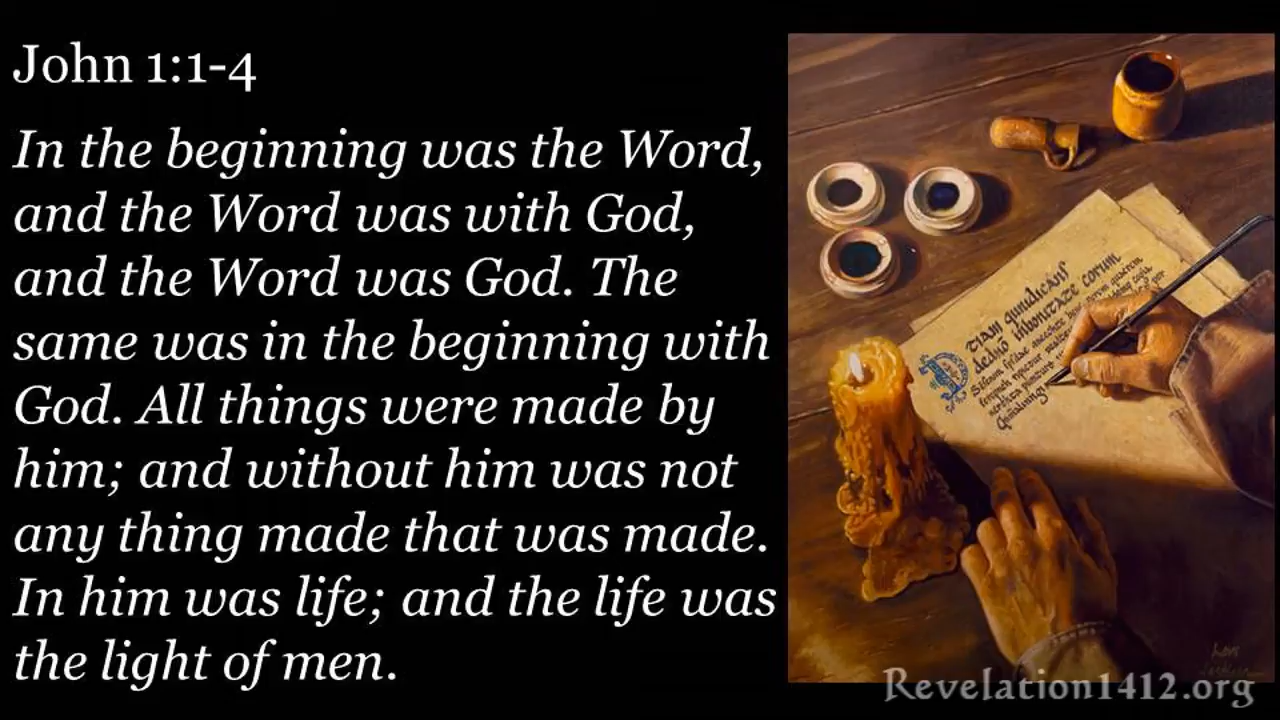 John 1:1-4
In the beginning was the Word,
and the Word was with God,
and the Word was God. The
same was in the beginning with
God. All things were made by
him; and without him was not
any thing made that was made.
In him was life; and the life was
the light of men.
Revelation1412.org